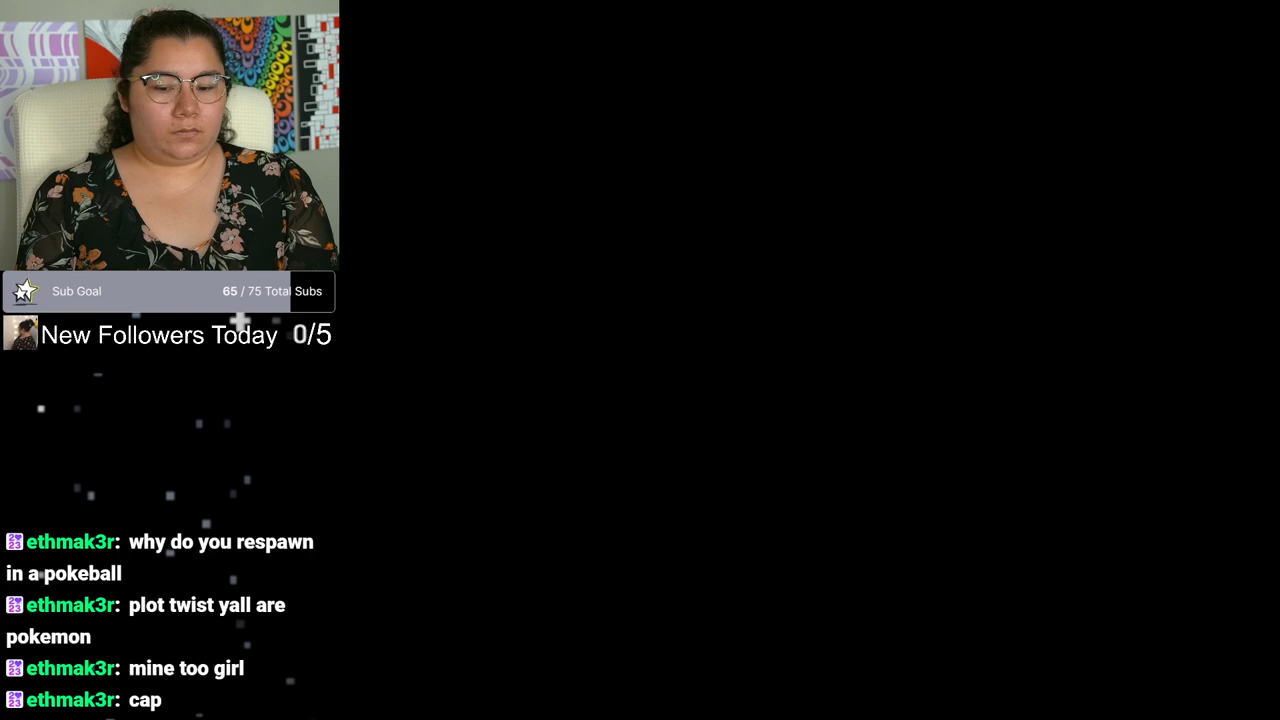 Sub Goal 65 / 75 Total Subs
New Followers Today 0/5
ethmak3r: why do you respawn
in a pokeball
ethmak3r: plot twist yall are
pokemon
ethmak3r: mine too girl
ethmak3r: cap